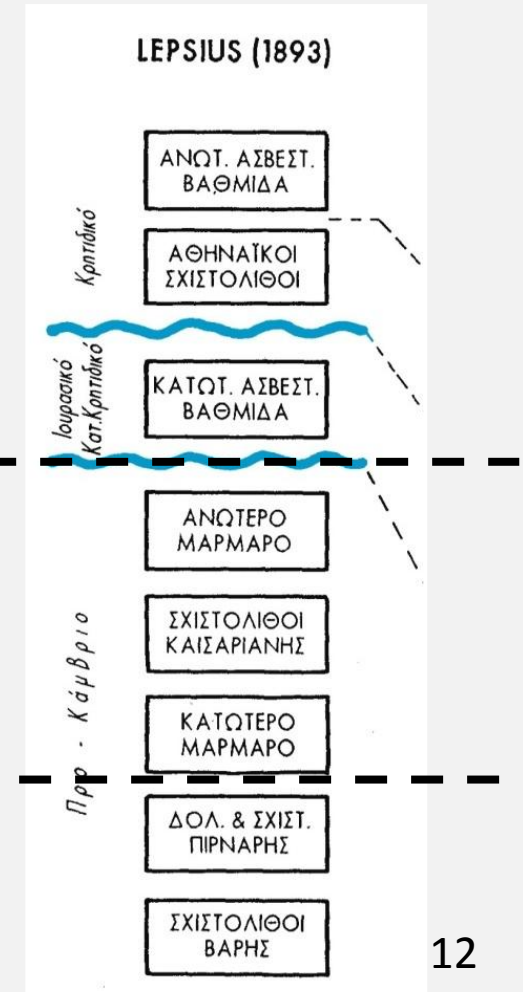 LEPSIUS (1893)
ΑΝΩΤ. ΑΣΒΕΣΤ.
ΒΑΘΜΙΔΑ
Κρητιδικό
ΑΘΗΝΑΪΚΟΙ
ΣΧΙΣΤΟΛΙΘΟΙ
Ιουρασικό
Κατ.Κρητιδικό
ΚΑΤΩΤ. ΑΣΒΕΣΤ.
ΒΑΘΜΙΔΑ
ΑΝΩΤΕΡΟ
ΜΑΡΜΑΡΟ
Προ - Κάμβριο
ΣΧΙΣΤΟΛΙΘΟΙ
ΚΑΙΣΑΡΙΑΝΗΣ
ΚΑΤΩΤΕΡΟ
ΜΑΡΜΑΡΟ
ΔΟΛ. & ΣΧΙΣΤ.
ΠΙΡΝΑΡΗΣ
ΣΧΙΣΤΟΛΙΘΟΙ
ΒΑΡΗΣ
12